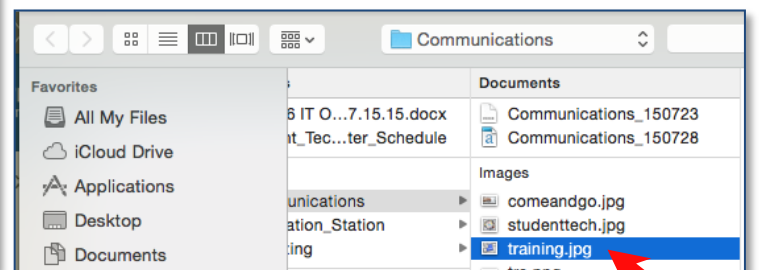 Communications
Favorites
All My Files
iCloud Drive
Applications
Desktop
Documents
6 IT O...7.15.15.docx
nt_Tec...ter_Schedule
unications
ation_Station
ting
Documents
Communications_150723
Communications_150728
Images
comeandgo.jpg
studenttech.jpg
training.jpg